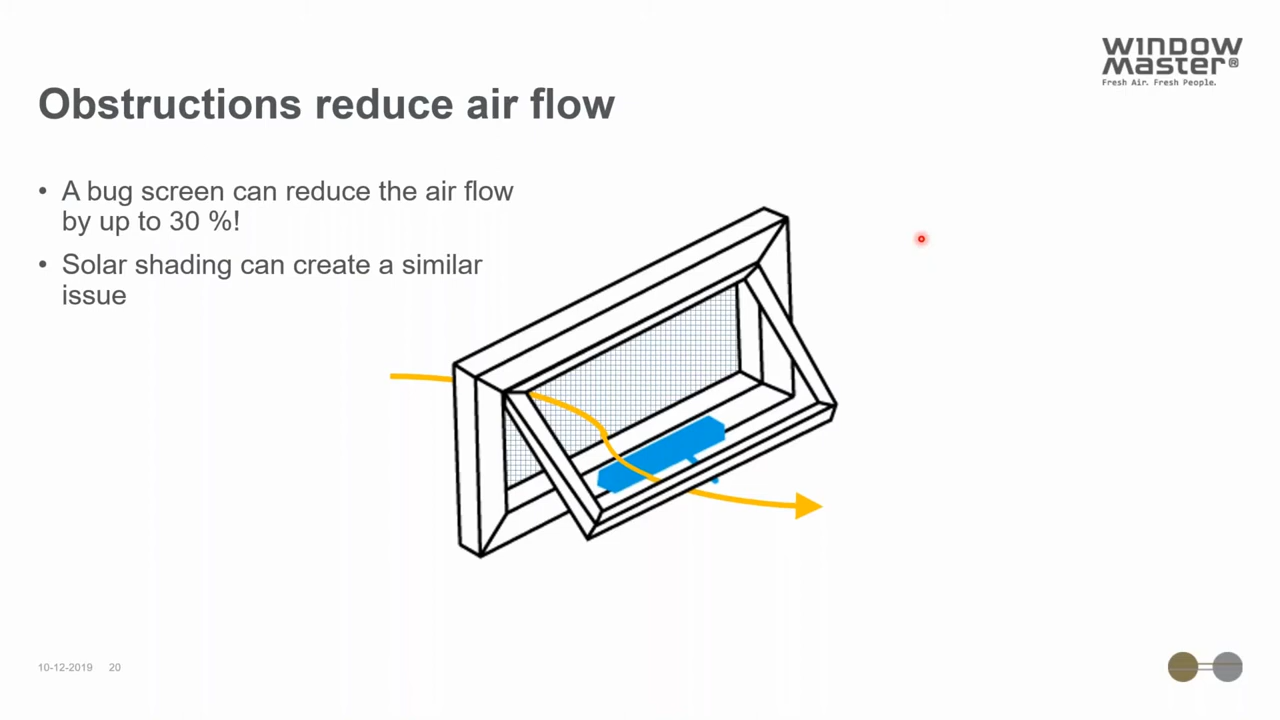 WINDOW
Master®
Fresh Air. Fresh People.
Obstructions reduce air flow
• A bug screen can reduce the air flow
by up to 30 %!
• Solar shading can create a similar
issue
10-12-2019 20